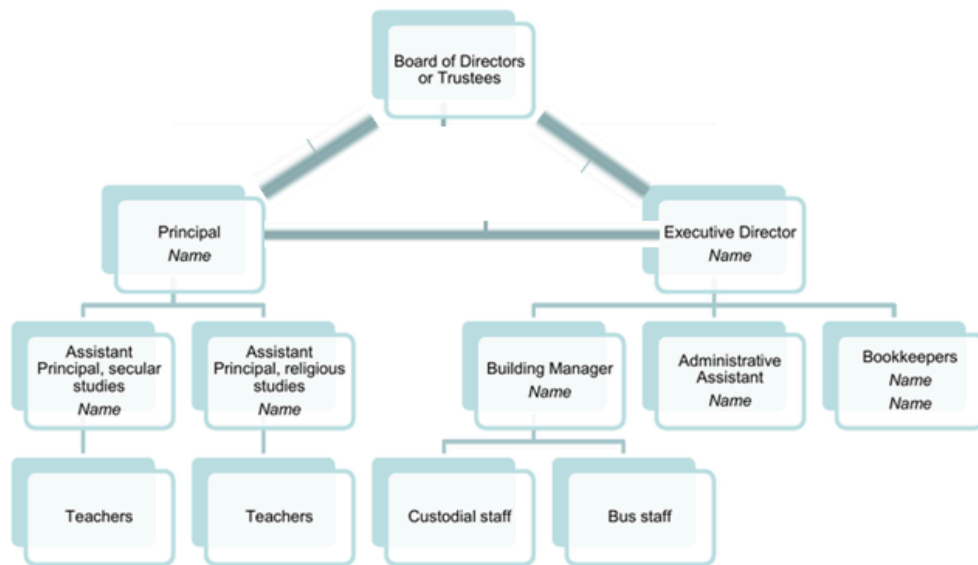 Board of Directors
or Trustees
Principal
Name
Executive Director
Name
Assistant
Principal, secular
studies
Name
Assistant
Principal, religious
studies
Name
Building Manager
Name
Administrative
Assistant
Name
Bookkeepers
Name
Name
Teachers
Teachers
Custodial staff
Bus staff